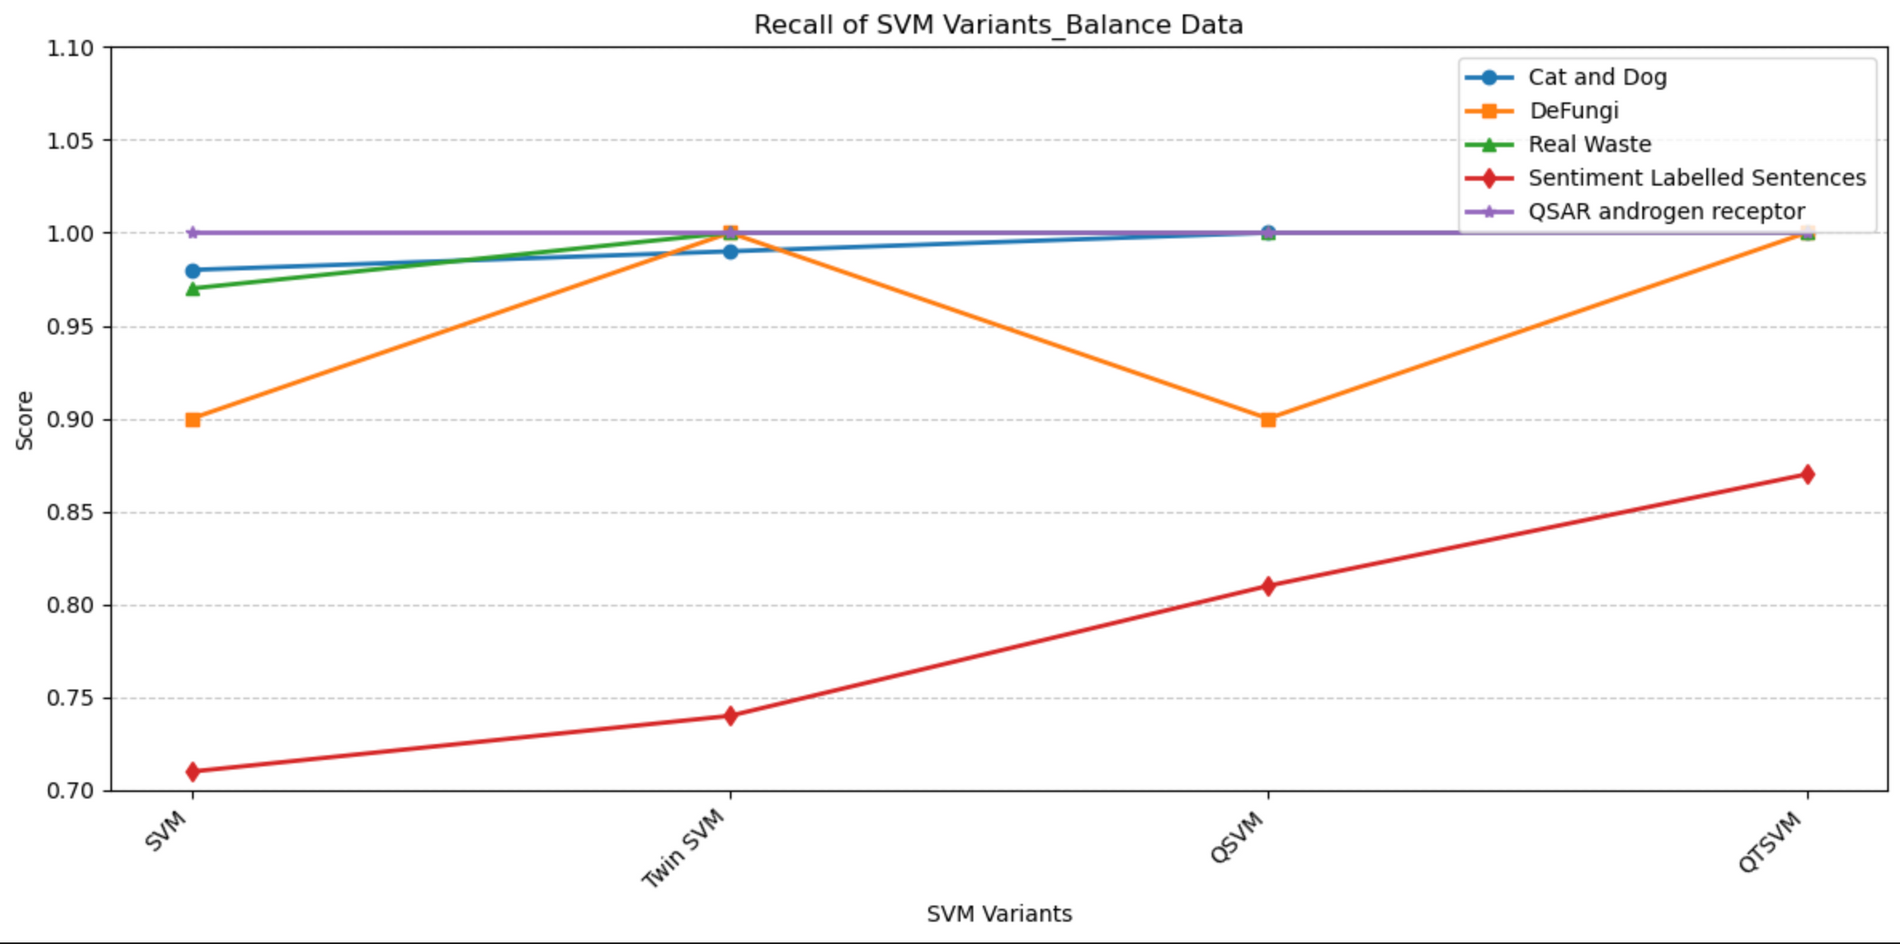 Recall of SVM Variants_Balance Data
1.10
1.05
1.00
0.95
0.90
0.85
0.80
0.75
0.70
Score
Cat and Dog
DeFungi
Real Waste
Sentiment Labelled Sentences
QSAR androgen receptor
SVM
Twin SVM
QSVM
QTSVM
SVM Variants